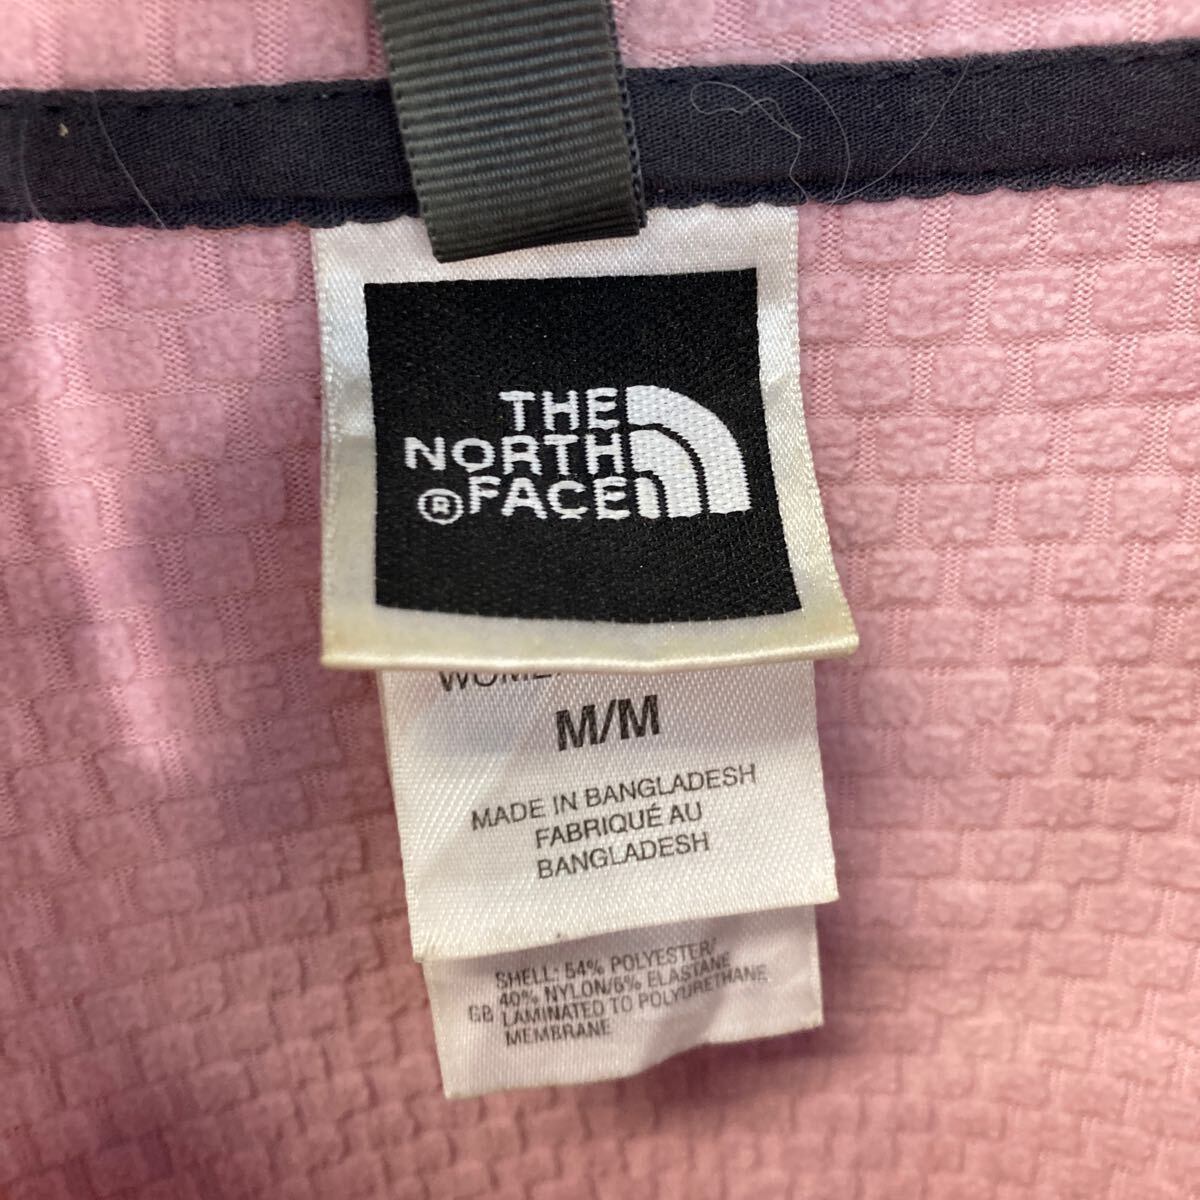 THE
NORTH
® FACE
M/M
MADE IN BANGLADESH
FABRIQUÉ AU
BANGLADESH
SHELL: 54% POLYESTER/
40% NYLON/6% ELASTANE
GB LAMINATED TO POLYURETHANE
MEMBRANE